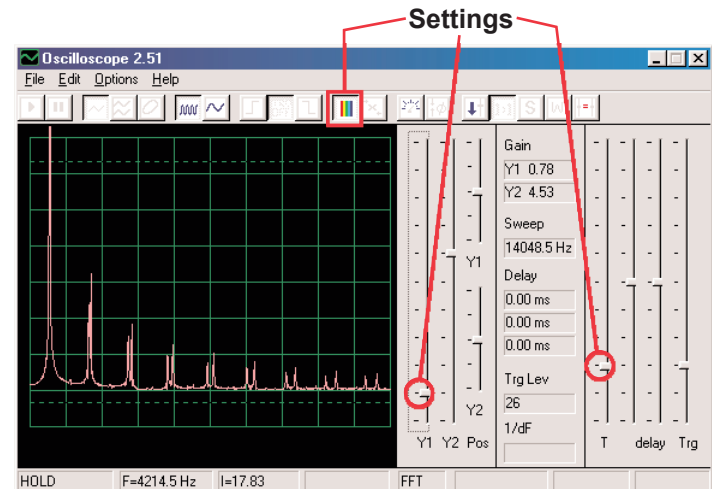 Settings
Oscilloscope 2.51
File Edit Options Help
Gain
Y1 0.78
Y2 4.53
Sweep
14048.5 Hz
Delay
0.00 ms
0.00 ms
0.00 ms
Trg Lev
26
1/dF
Y1
Y2
Y1 Y2 Pos
T delay Trg
HOLD F=4214.5 Hz I=17.83 FFT